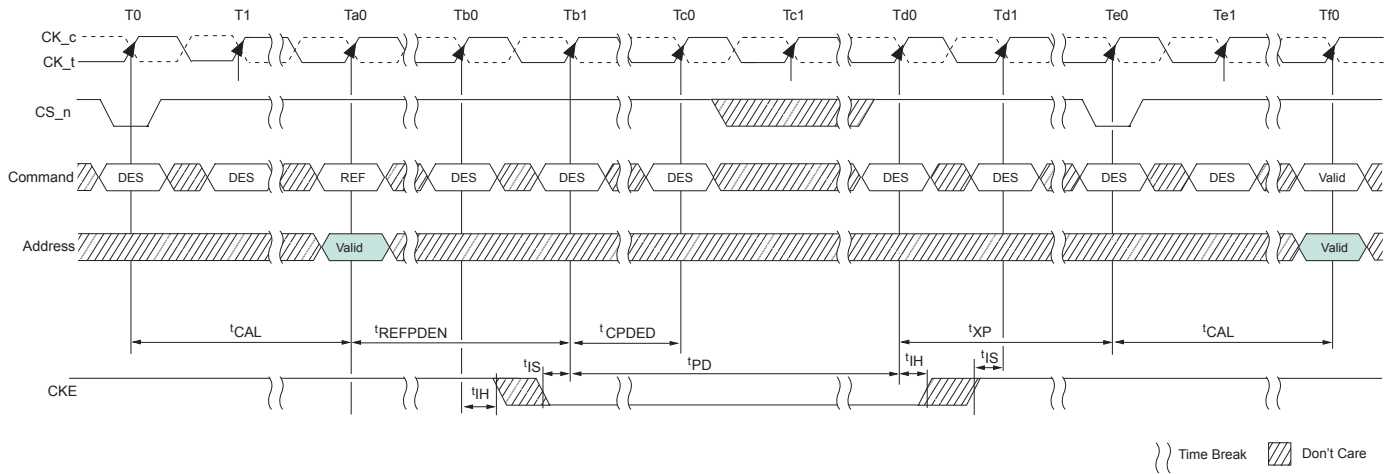 T0 T1 Ta0 Tb0 Tb1 Tc0 Tc1 Td0 Td1 Te0 Te1 Tf0
CK_c
CK_t
CS_n
Command DES DES REF DES DES DES DES DES DES DES Valid
Address Valid Valid
tCAL tREFPDEN tCPDED tXP tCAL
tIS tPD tIH tIS
CKE tIH
Time Break Don't Care